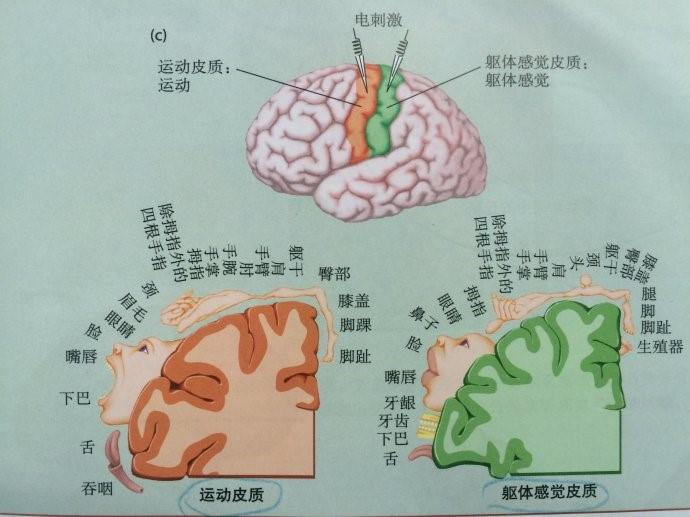 (c)
电刺激
运动皮质：
运动
躯体感觉皮质：
躯体感觉
吞咽
舌
下巴
嘴唇
脸
眼睛
眉毛
颈
除拇指外的
四根手指
拇指
手掌
手腕
手臂
肘
肩
躯干
臀部
膝盖
脚踝
脚趾
运动皮质
舌
下巴
牙齿
牙龈
嘴唇
脸
鼻子
眼睛
拇指
除拇指外的
四根手指
手掌
手臂
肩
头
颈
躯干
臀部
膝盖
腿
脚
脚趾
生殖器
躯体感觉皮质